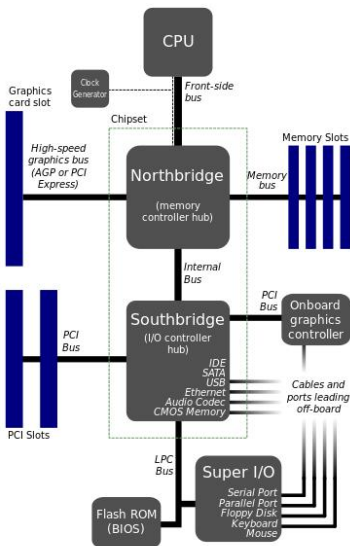 CPU
Clock
Generator
Front-side
bus
Graphics
card slot
Chipset
High-speed
graphics bus
(AGP or PCI
Express)
Northbridge
(memory
controller hub)
Memory Slots
Memory
bus
Internal
Bus
Southbridge
(I/O controller
hub)
PCI
Bus
PCI
Bus
Onboard
graphics
controller
IDE
SATA
USB
Ethernet
Audio Codec
CMOS Memory
Cables and
ports leading
off-board
PCI Slots
LPC
Bus
Super I/O
Serial Port
Parallel Port
Floppy Disk
Keyboard
Mouse
Flash ROM
(BIOS)